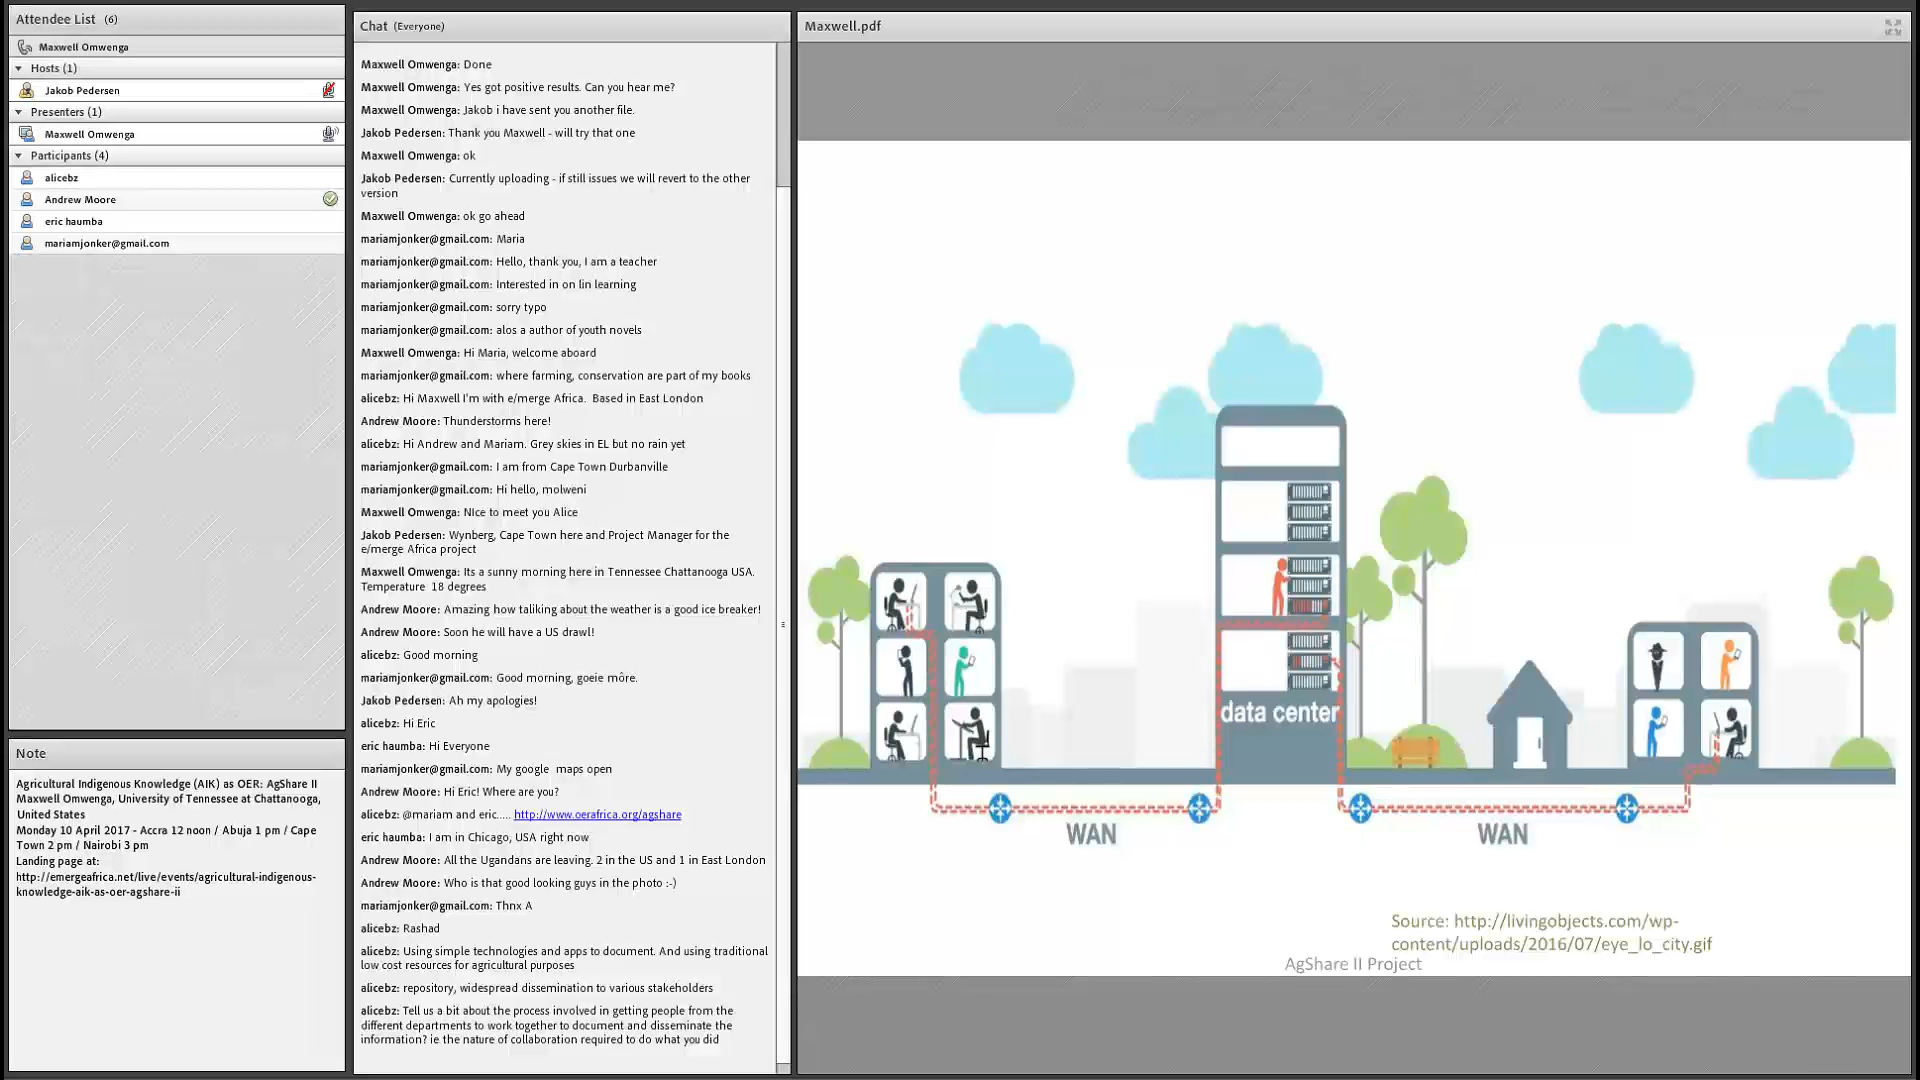 Attendee List (6)
Maxwell Omwenga
Hosts (1)
Jakob Pedersen
Presenters (1)
Maxwell Omwenga
Participants (4)
alicebz
Andrew Moore
eric haumba
mariamjonker@gmail.com
Note
Agricultural Indigenous Knowledge (AIK) as OER: AgShare II
Maxwell Omwenga, University of Tennessee at Chattanooga,
United States
Monday 10 April 2017 - Accra 12 noon / Abuja 1 pm / Cape
Town 2 pm / Nairobi 3 pm
Landing page at:
http://emergeafrica.net/live/events/agricultural-indigenous-
knowledge-aik-as-oer-agshare-ii
Chat (Everyone)
Maxwell Omwenga: Done
Maxwell Omwenga: Yes got positive results. Can you hear me?
Maxwell Omwenga: Jakob i have sent you another file.
Jakob Pedersen: Thank you Maxwell - will try that one
Maxwell Omwenga: ok
Jakob Pedersen: Currently uploading - if still issues we will revert to the other
version
Maxwell Omwenga: ok go ahead
mariamjonker@gmail.com: Maria
mariamjonker@gmail.com: Hello, thank you, I am a teacher
mariamjonker@gmail.com: Interested in on lin learning
mariamjonker@gmail.com: sorry typo
mariamjonker@gmail.com: alos a author of youth novels
Maxwell Omwenga: Hi Maria, welcome aboard
mariamjonker@gmail.com: where farming, conservation are part of my books
alicebz: Hi Maxwell I'm with e/merge Africa. Based in East London
Andrew Moore: Thunderstorms here!
alicebz: Hi Andrew and Mariam. Grey skies in EL but no rain yet
mariamjonker@gmail.com: I am from Cape Town Durbanville
mariamjonker@gmail.com: Hi hello, molweni
Maxwell Omwenga: NIce to meet you Alice
Jakob Pedersen: Wynberg, Cape Town here and Project Manager for the
e/merge Africa project
Maxwell Omwenga: Its a sunny morning here in Tennessee Chattanooga USA.
Temperature 18 degrees
Andrew Moore: Amazing how taliking about the weather is a good ice breaker!
Andrew Moore: Soon he will have a US drawl!
alicebz: Good morning
mariamjonker@gmail.com: Good morning, goeie môre.
Jakob Pedersen: Ah my apologies!
alicebz: Hi Eric
eric haumba: Hi Everyone
mariamjonker@gmail.com: My google maps open
Andrew Moore: Hi Eric! Where are you?
alicebz: @mariam and eric.... http://www.oerafrica.org/agshare
eric haumba: I am in Chicago, USA right now
Andrew Moore: All the Ugandans are leaving. 2 in the US and 1 in East London
Andrew Moore: Who is that good looking guys in the photo :-)
mariamjonker@gmail.com: Thnx A
alicebz: Rashad
alicebz: Using simple technologies and apps to document. And using traditional
low cost resources for agricultural purposes
alicebz: repository, widespread dissemination to various stakeholders
alicebz: Tell us a bit about the process involved in getting people from the
different departments to work together to document and disseminate the
information? ie the nature of collaboration required to do what you did
Maxwell.pdf
data center
WAN
WAN
Source: http://livingobjects.com/wp-
content/uploads/2016/07/eye_lo_city.gif
AgShare II Project